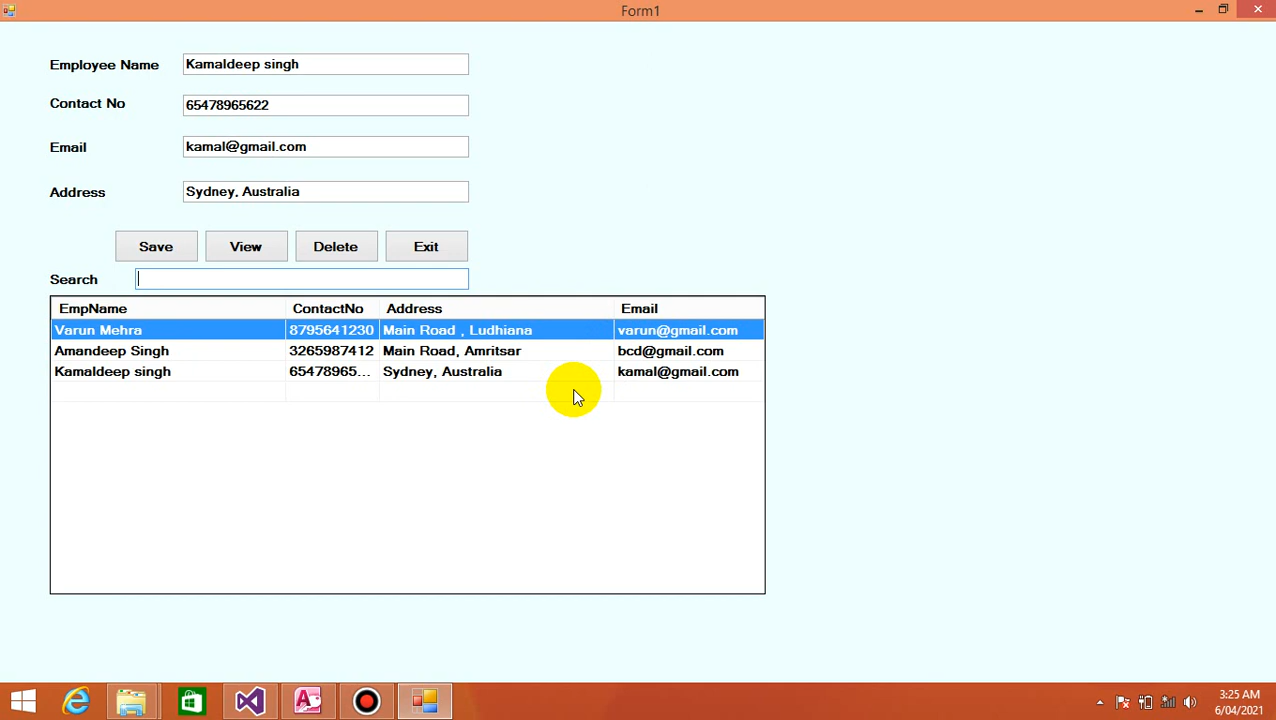 Form1
Employee Name Kamaldeep singh
Contact No 65478965622
Email kamal@gmail.com
Address Sydney, Australia
Save View Delete Exit
Search
EmpName ContactNo Address Email
Varun Mehra 8795641230 Main Road , Ludhiana varun@gmail.com
Amandeep Singh 3265987412 Main Road, Amritsar bcd@gmail.com
Kamaldeep singh 65478965... Sydney, Australia kamal@gmail.com
3:25 AM
6/04/2021